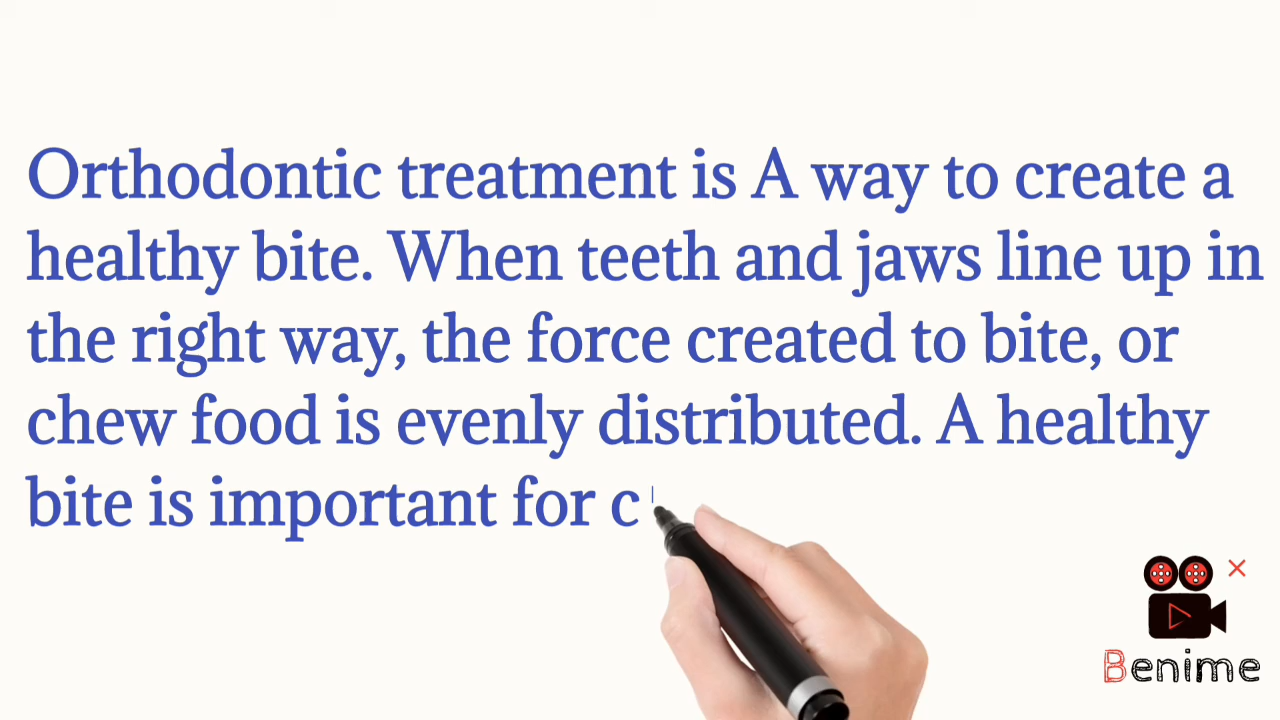 Orthodontic treatment is A way to create a
healthy bite. When teeth and jaws line up in
the right way, the force created to bite, or
chew food is evenly distributed. A healthy
bite is important for c
Benime